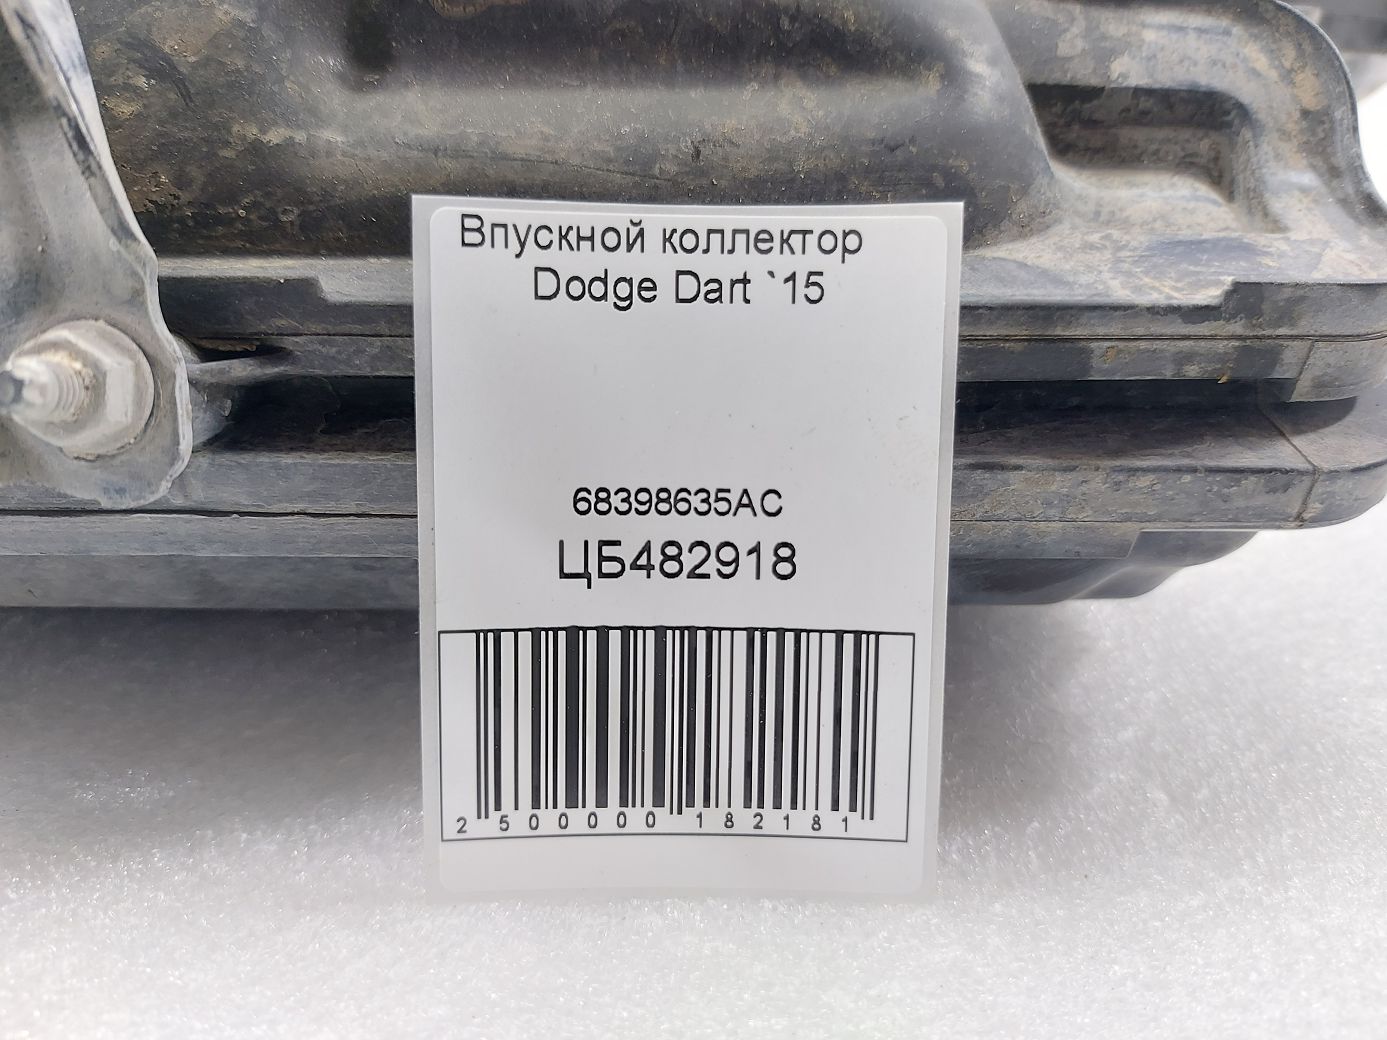 Впускной коллектор
Dodge Dart `15
68398635AC
ЦБ482918
2 500000 182181